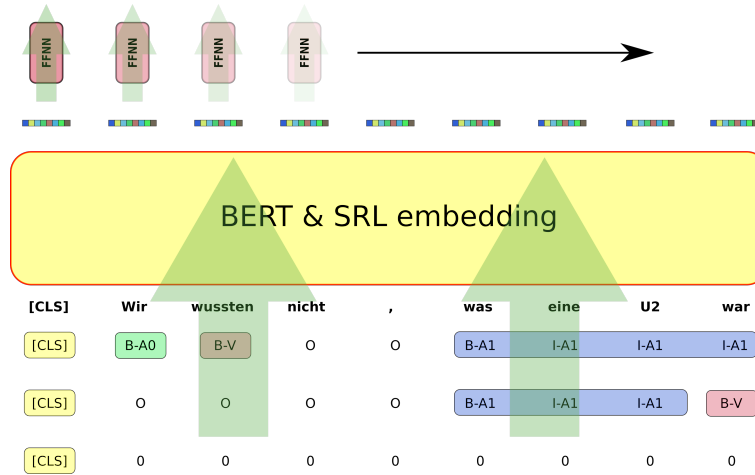 FFNN FFNN FFNN FFNN
BERT & SRL embedding
[CLS] Wir wussten nicht , was eine U2 war
[CLS] B-A0 B-V O O B-A1 I-A1 I-A1 I-A1
[CLS] O O O O B-A1 I-A1 I-A1 B-V
[CLS] 0 0 0 0 0 0 0 0